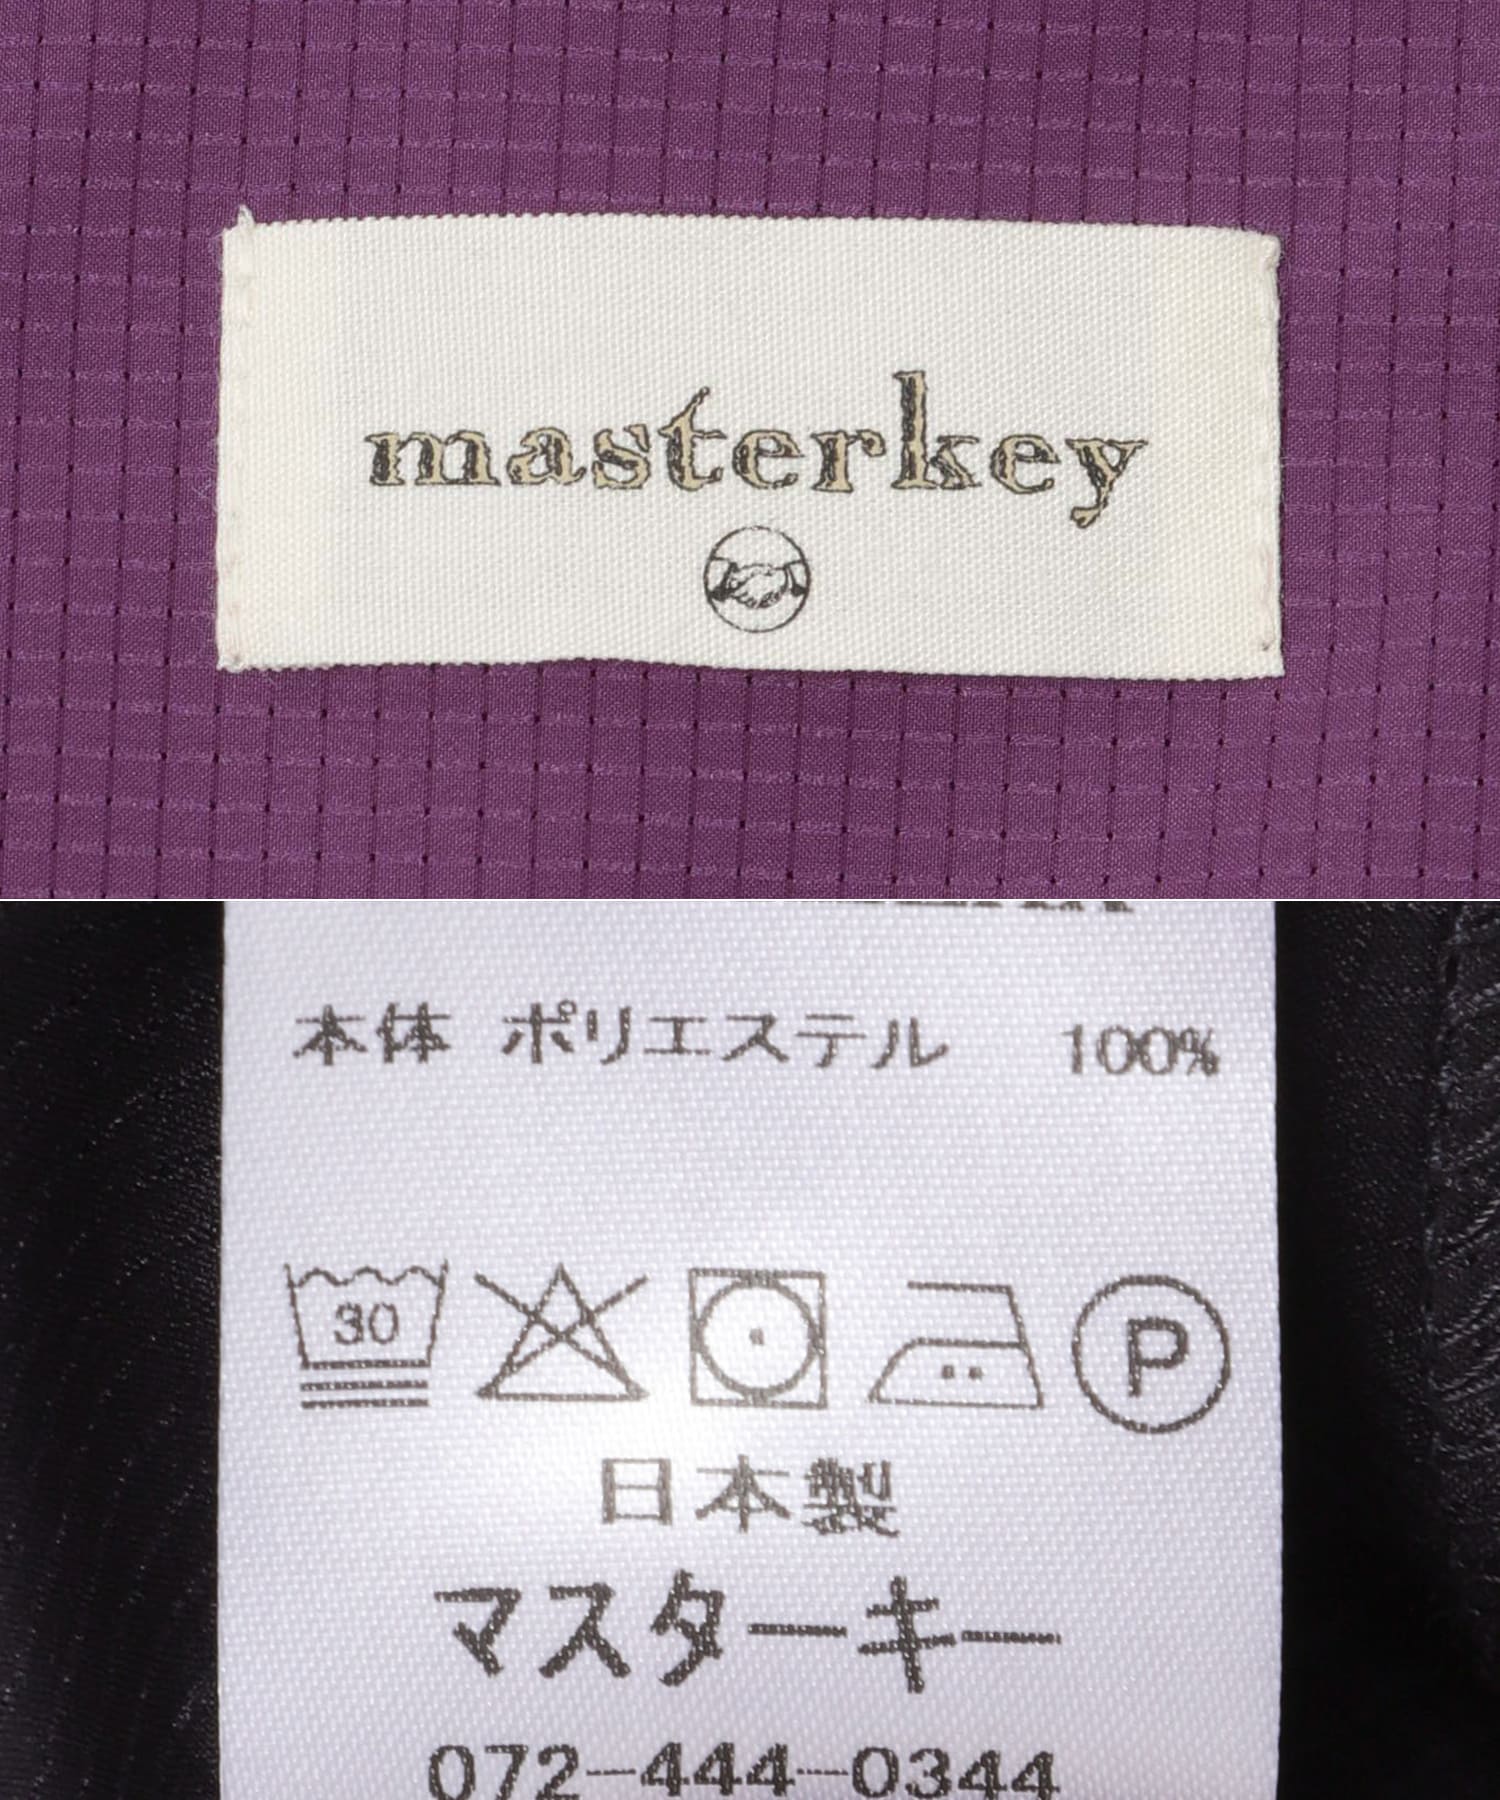 masterkey
本体 ポリエステル 100%
30
P
日本製
マスターキー
072-444-0344